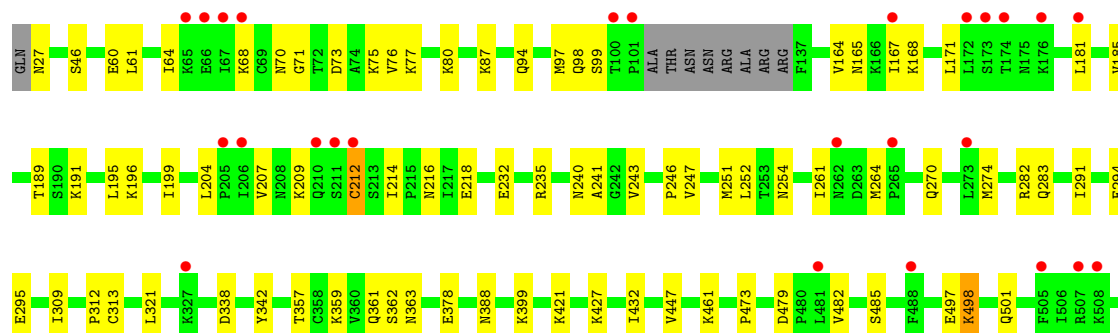 GLN N27 S46 E60 L61 I64 K65 E66 I67 K68 C69 N70 G71 T72 D73 A74 K75 V76 K77 K80 K87 Q94 M97 Q98 S99 T100 P101 ALA THR ASN ASN ARG ALA ARG ARG F137 V164 N165 K166 I167 K168 L171 L172 S173 T174 N175 K176 L181
T189 S190 K191 L195 K196 I199 L204 P205 I206 V207 N208 K209 Q210 S211 C212 S213 I214 P215 N216 I217 E218 E232 R235 N240 A241 G242 V243 P246 V247 M251 L252 T253 N254 I261 N262 D263 M264 P265 Q270 L273 M274 R282 Q283 I291
E295 I309 P312 C313 L321 K327 D338 Y342 T357 C358 K359 V360 Q361 S362 N363 E378 N388 K399 K421 K427 I432 V447 K461 P473 D479 P480 L481 V482 S485 F488 E497 K498 Q501 F505 I506 R507 K508